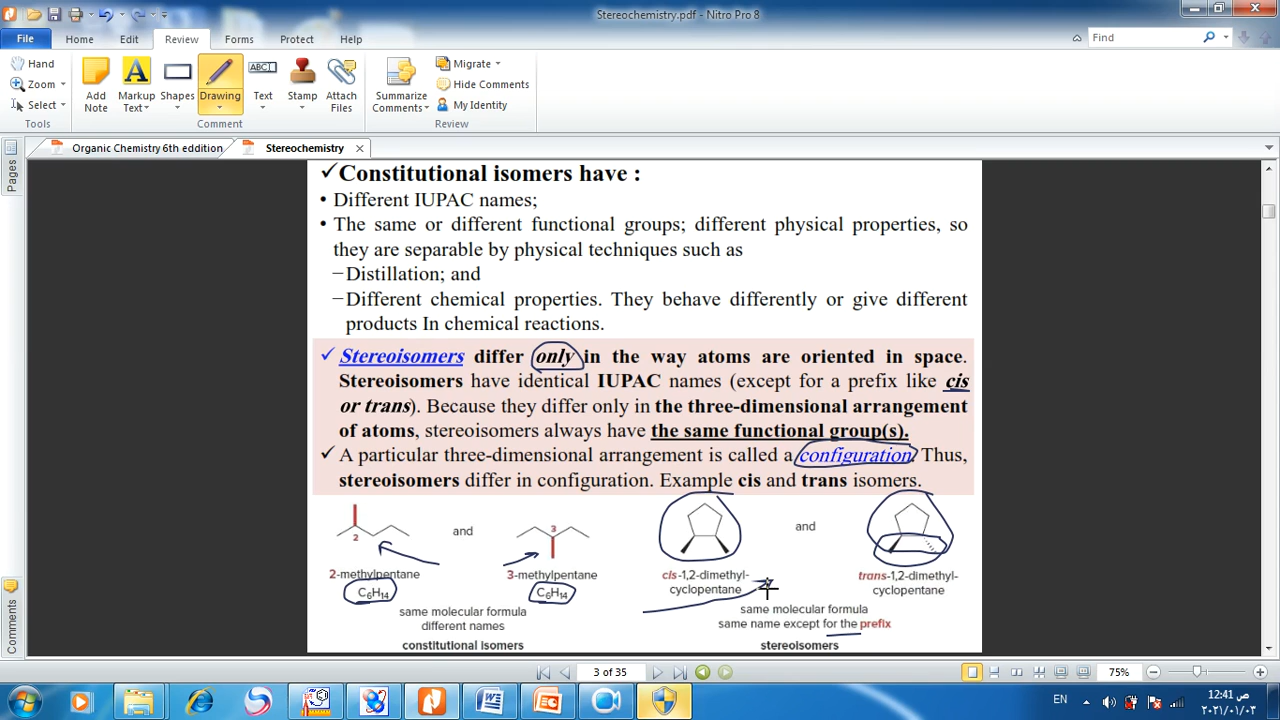 Stereochemistry.pdf - Nitro Pro 8
File Home Edit Review Forms Protect Help
Find
Hand
Zoom
Select
Tools
Add Note
Markup Text
Shapes
Drawing
Text
Stamp
Attach Files
Comment
Summarize Comments
Migrate
Hide Comments
My Identity
Review
Organic Chemistry 6th eddition
Stereochemistry
Pages
Comments
✓Constitutional isomers have :
• Different IUPAC names;
• The same or different functional groups; different physical properties, so
they are separable by physical techniques such as
−Distillation; and
−Different chemical properties. They behave differently or give different
products In chemical reactions.
✓ Stereoisomers differ only in the way atoms are oriented in space.
Stereoisomers have identical IUPAC names (except for a prefix like cis
or trans). Because they differ only in the three-dimensional arrangement
of atoms, stereoisomers always have the same functional group(s).
✓ A particular three-dimensional arrangement is called a configuration. Thus,
stereoisomers differ in configuration. Example cis and trans isomers.
2
and
3
and
2-methylpentane
C6H14
3-methylpentane
C6H14
same molecular formula
different names
constitutional isomers
cis-1,2-dimethyl-
cyclopentane
trans-1,2-dimethyl-
cyclopentane
same molecular formula
same name except for the prefix
stereoisomers
3 of 35
75%
EN
12:41 ص
٢٠٢١/٠١/٠٣